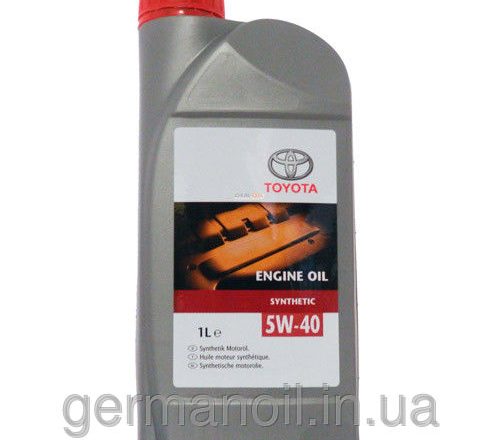 TOYOTA
ENGINE OIL
SYNTHETIC
5W-40
1L e
Synthetik Motoröl.
Huile moteur synthétique.
Synthetische motorolie.
germanoil.in.ua